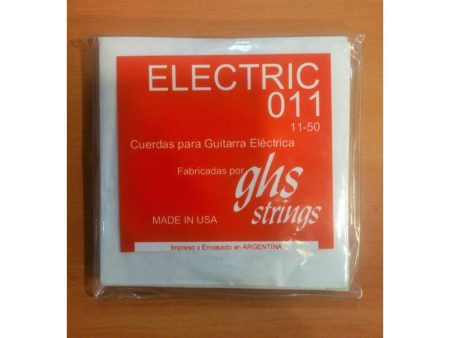 ELECTRIC
011
11-50
Cuerdas para Guitarra Eléctrica
Fabricadas por
ghs
strings
MADE IN USA
Impreso y Envasado en ARGENTINA